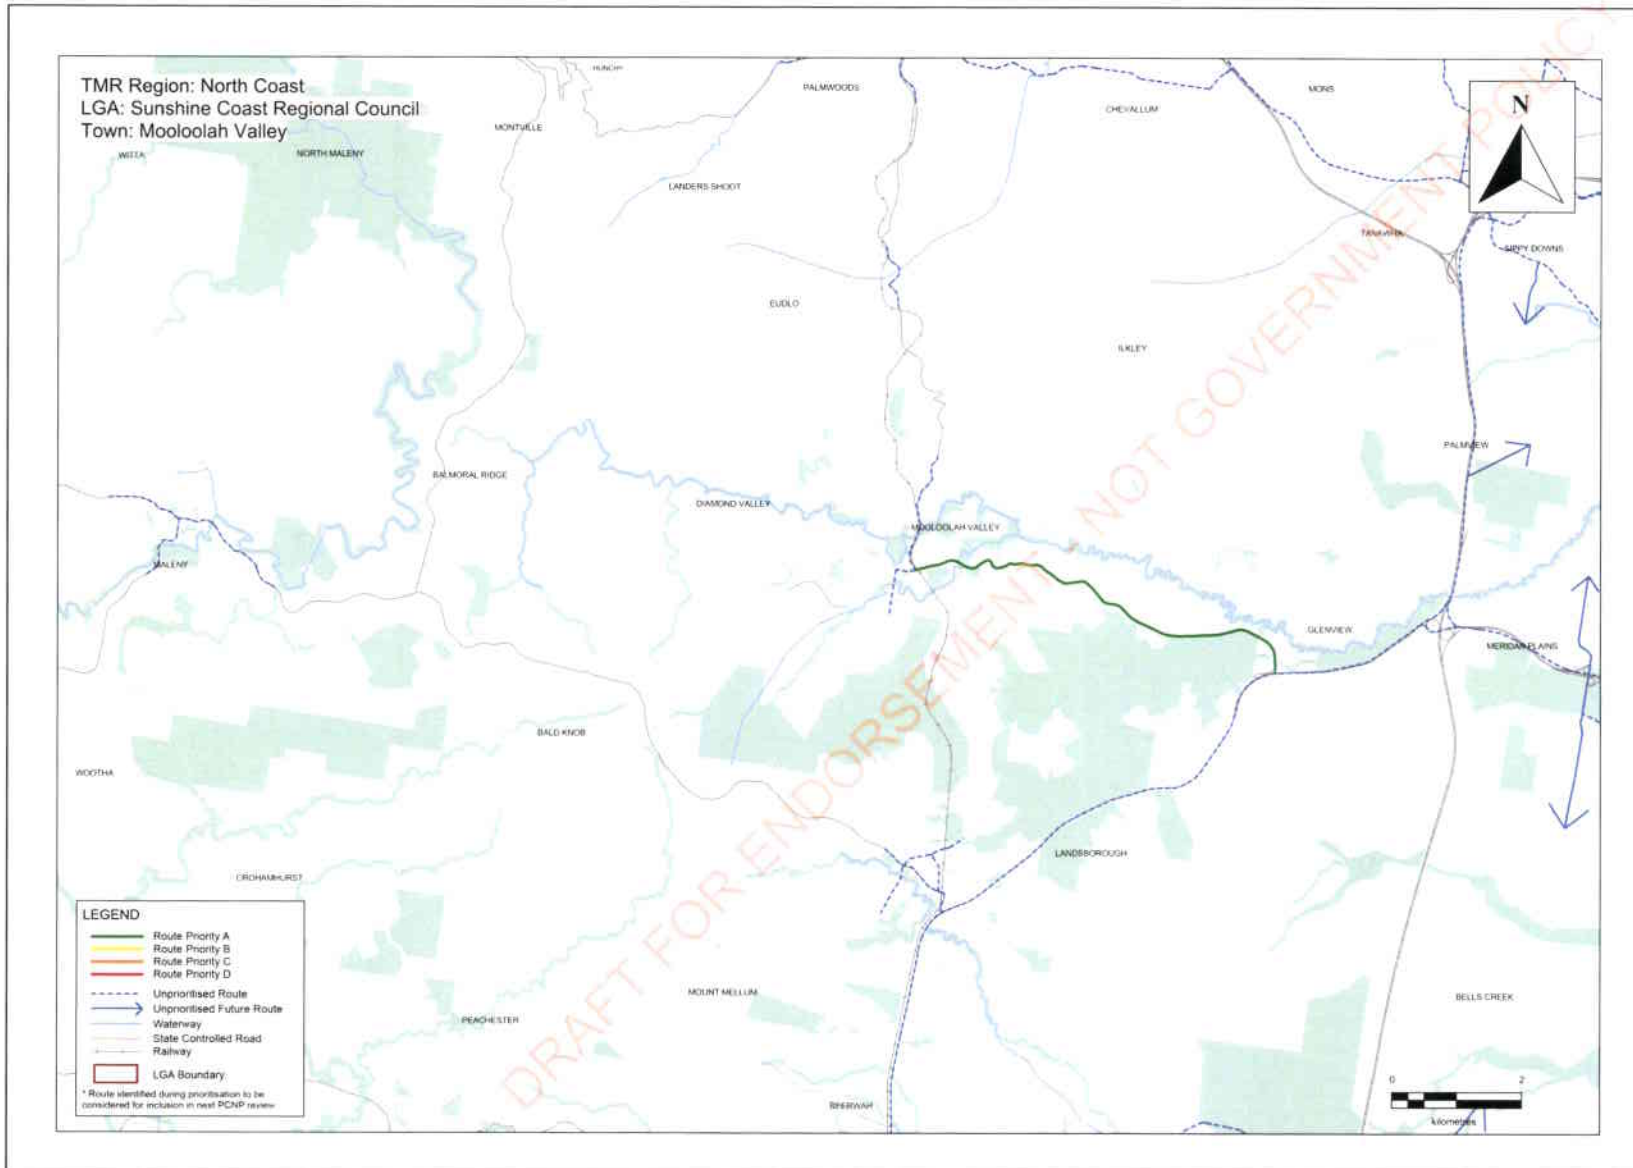 TMR Region: North Coast
LGA: Sunshine Coast Regional Council
Town: Mooloolah Valley
HUNCHY
PALMWOODS
MONS
CHEVALLUM
N
MONTVILLE
WITTA
NORTH MALENY
LANDERS SHOOT
TANAWHA
SIPPY DOWNS
EUDLO
ILKLEY
PALMVIEW
BALMORAL RIDGE
DIAMOND VALLEY
MOOLOOLAH VALLEY
MALENY
GLENVIEW
MERIDAN PLAINS
BALD KNOB
WOOTHA
LANDSBOROUGH
CROHAMHURST
MOUNT MELLUM
BELLS CREEK
PEACHESTER
BEERWAH
LEGEND
Route Priority A
Route Priority B
Route Priority C
Route Priority D
Unprioritised Route
Unprioritised Future Route
Waterway
State Controlled Road
Railway
LGA Boundary
* Route identified during prioritisation to be
considered for inclusion in next PCNP review
0 2
kilometres
DRAFT FOR ENDORSEMENT - NOT GOVERNMENT POLICY